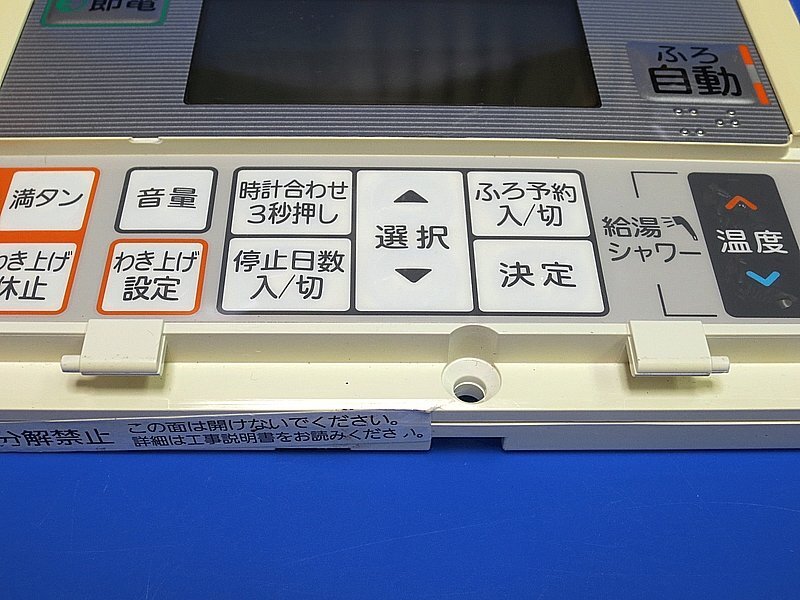 節電
ふろ
自動
満タン
音量
時計合わせ
3秒押し
選択
ふろ予約
入/切
給湯
シャワー
温度
わき上げ
休止
わき上げ
設定
停止日数
入/切
決定
分解禁止
この面は開けないでください。
詳細は工事説明書をお読みください。